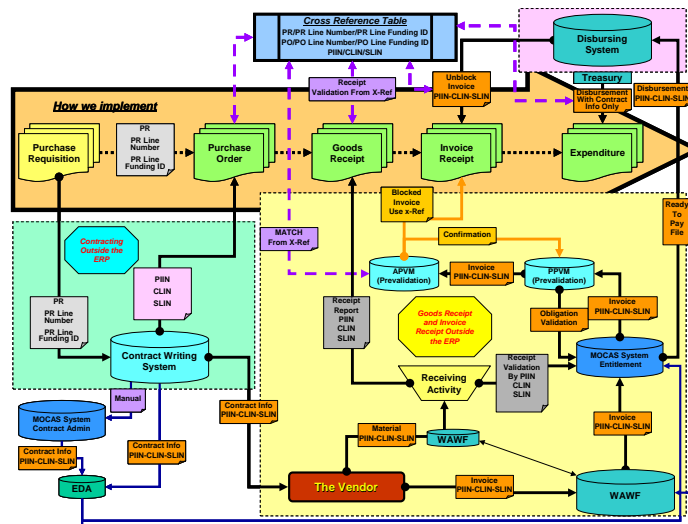 Cross Reference Table
PR/PR Line Number/PR Line Funding ID
PO/PO Line Number/PO Line Funding ID
PIIN/CLIN/SLIN
Disbursing
System
Treasury
Unblock
Invoice
PIIN-CLIN-SLIN
Receipt
Validation From X-Ref
Disbursement
With Contract
Info Only
Disbursement
PIIN-CLIN-SLIN
How we implement
Purchase
Requisition
PR
PR Line
Number
PR Line
Funding ID
Purchase
Order
Goods
Receipt
Invoice
Receipt
Expenditure
Blocked
Invoice
Use x-Ref
Ready
To
Pay
File
Contracting
Outside the
ERP
MATCH
From X-Ref
Confirmation
APVM
(Prevalidation)
Invoice
PIIN-CLIN-SLIN
PPVM
(Prevalidation)
PIIN
CLIN
SLIN
PR
PR Line
Number
PR Line
Funding ID
Receipt
Report
PIIN
CLIN
SLIN
Goods Receipt
and Invoice
Receipt Outside
the ERP
Obligation
Validation
Invoice
PIIN-CLIN-SLIN
Contract Writing
System
MOCAS System
Entitlement
Receiving
Activity
Receipt
Validation
By PIIN
CLIN
SLIN
Manual
MOCAS System
Contract Admin
Contract Info
PIIN-CLIN-SLIN
Contract Info
PIIN-CLIN-SLIN
Contract Info
PIIN-CLIN-SLIN
Material
PIIN-CLIN-SLIN
WAWF
Invoice
PIIN-CLIN-SLIN
EDA
The Vendor
Invoice
PIIN-CLIN-SLIN
WAWF